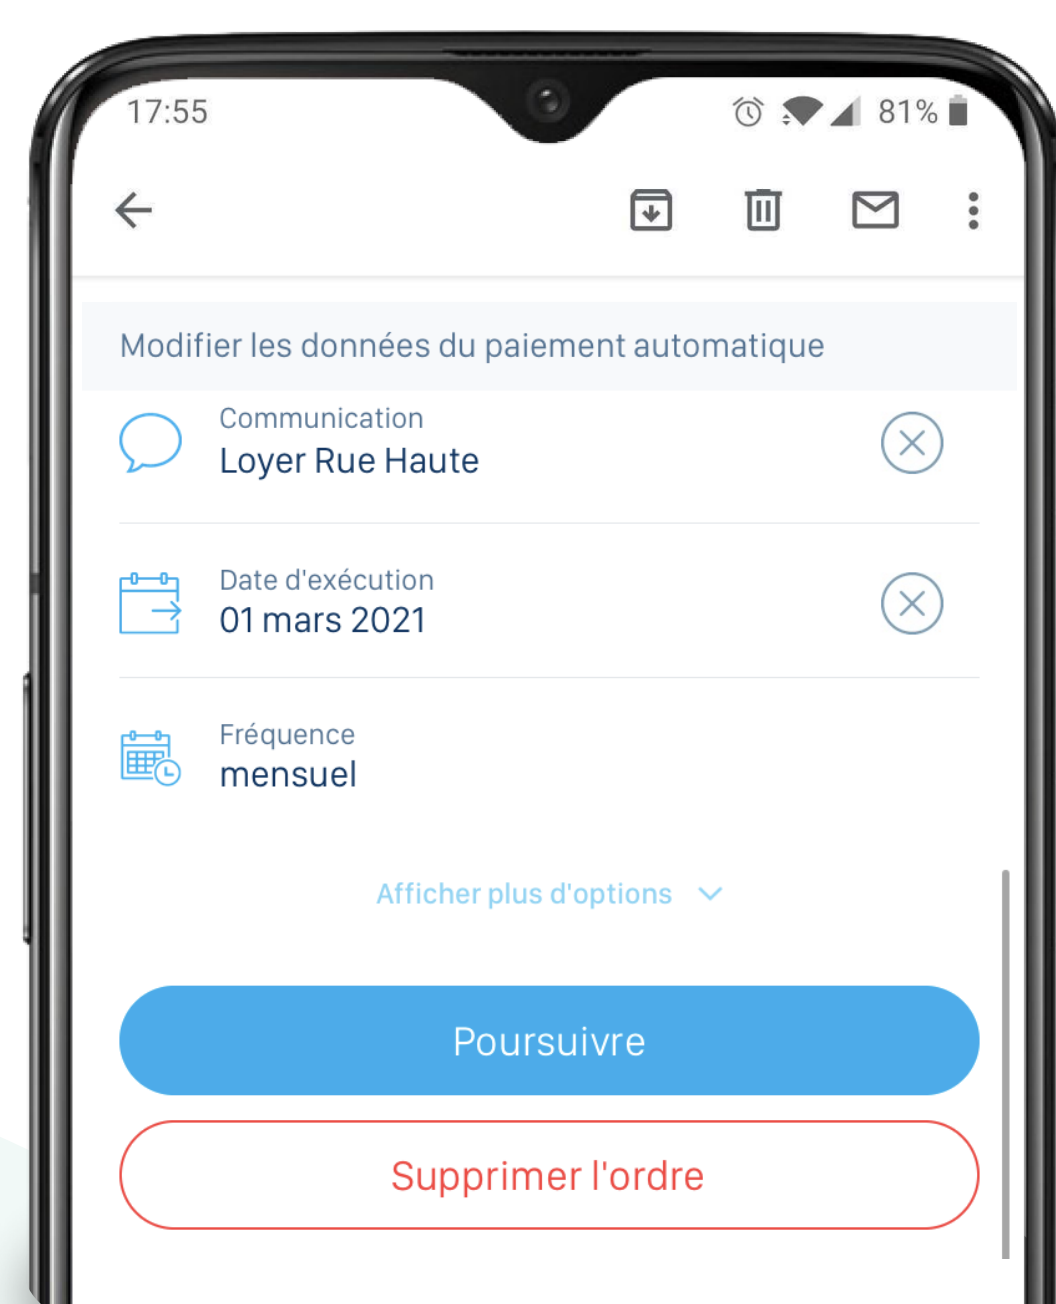 17:55
81%
Modifier les données du paiement automatique
Communication
Loyer Rue Haute
Date d'exécution
01 mars 2021
Fréquence
mensuel
Afficher plus d'options
Poursuivre
Supprimer l'ordre